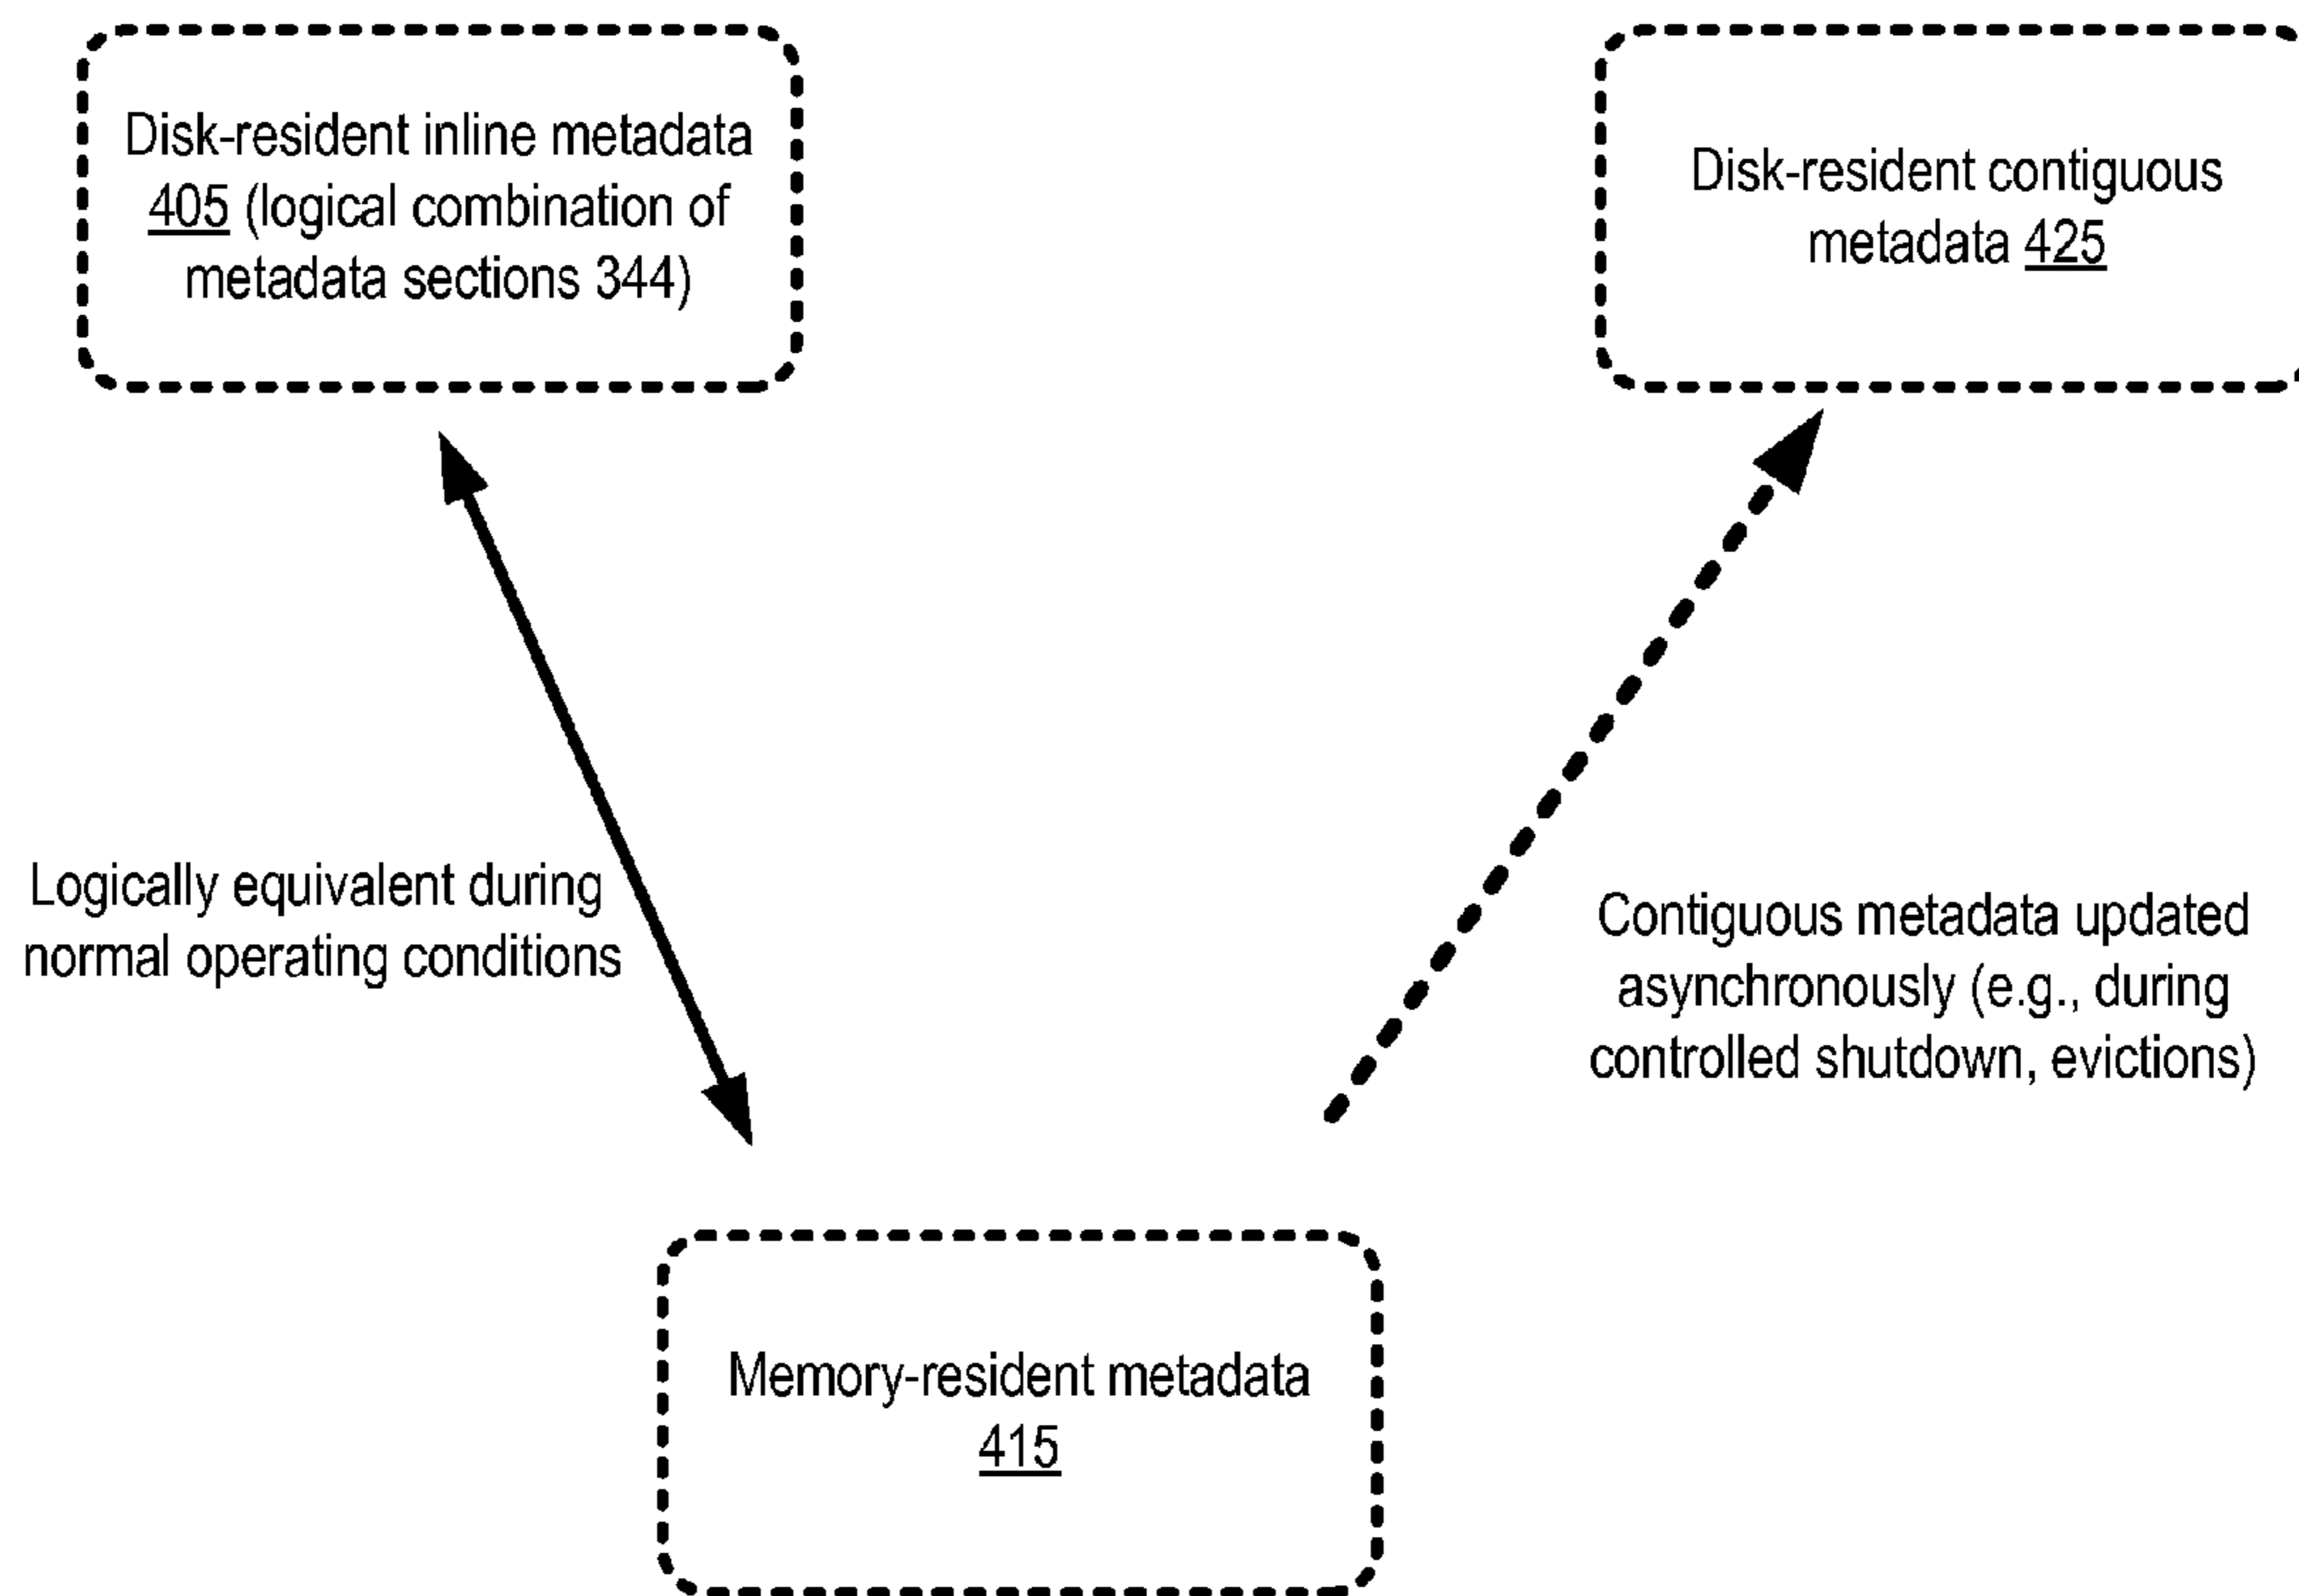 Disk-resident inline metadata
405 (logical combination of
metadata sections 344)
Disk-resident contiguous
metadata 425
Logically equivalent during
normal operating conditions
Contiguous metadata updated
asynchronously (e.g., during
controlled shutdown, evictions)
Memory-resident metadata
415